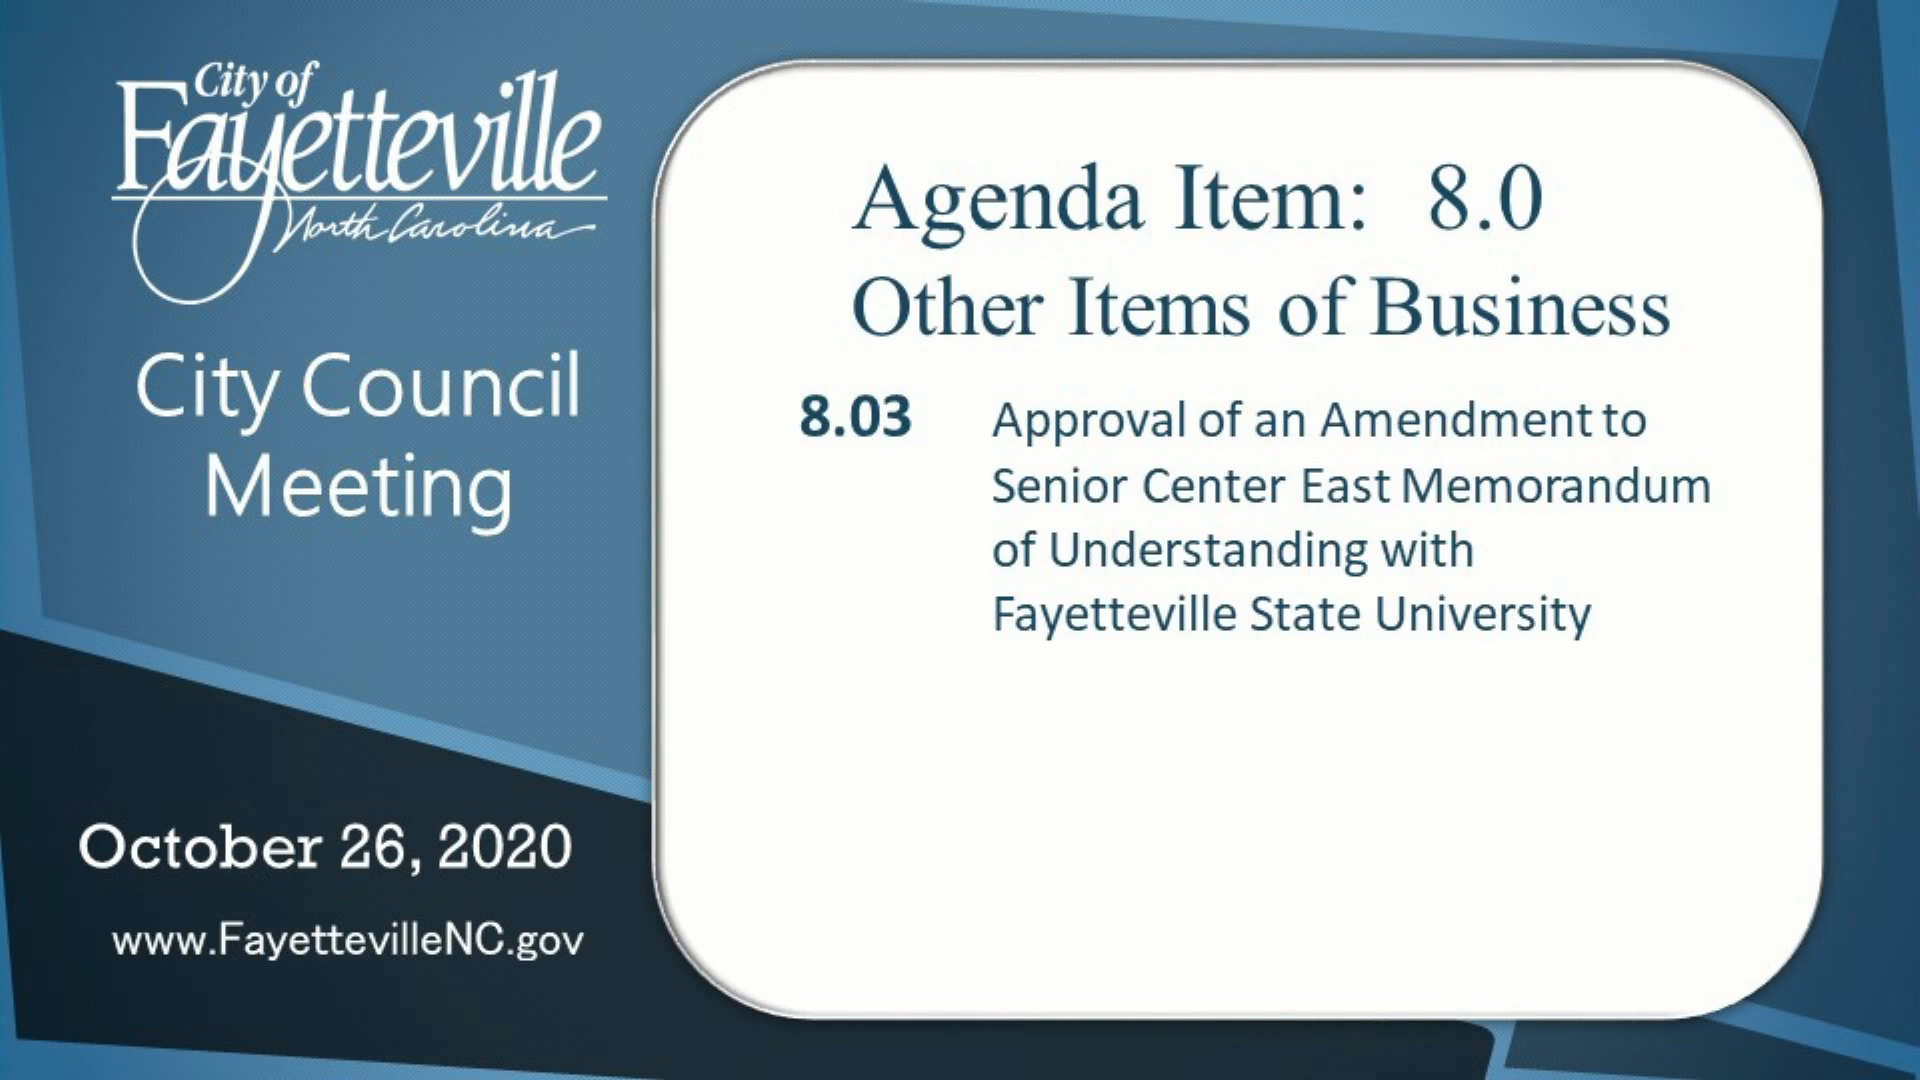 City of
Fayetteville
North Carolina
City Council
Meeting
October 26, 2020
www.FayettevilleNC.gov
Agenda Item: 8.0
Other Items of Business
8.03 Approval of an Amendment to
Senior Center East Memorandum
of Understanding with
Fayetteville State University